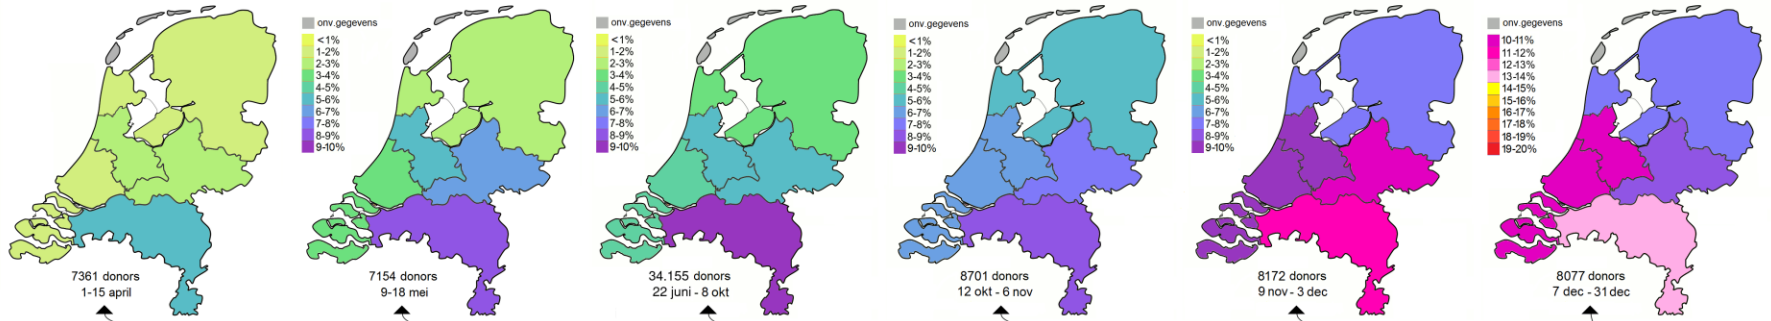 7361 donors
1-15 april
onv.gegevens
<1%
1-2%
2-3%
3-4%
4-5%
5-6%
6-7%
7-8%
8-9%
9-10%
7154 donors
9-18 mei
onv.gegevens
<1%
1-2%
2-3%
3-4%
4-5%
5-6%
6-7%
7-8%
8-9%
9-10%
34.155 donors
22 juni - 8 okt
onv.gegevens
<1%
1-2%
2-3%
3-4%
4-5%
5-6%
6-7%
7-8%
8-9%
9-10%
8701 donors
12 okt - 6 nov
onv.gegevens
<1%
1-2%
2-3%
3-4%
4-5%
5-6%
6-7%
7-8%
8-9%
9-10%
8172 donors
9 nov - 3 dec
onv.gegevens
10-11%
11-12%
12-13%
13-14%
14-15%
15-16%
16-17%
17-18%
18-19%
19-20%
8077 donors
7 dec - 31 dec